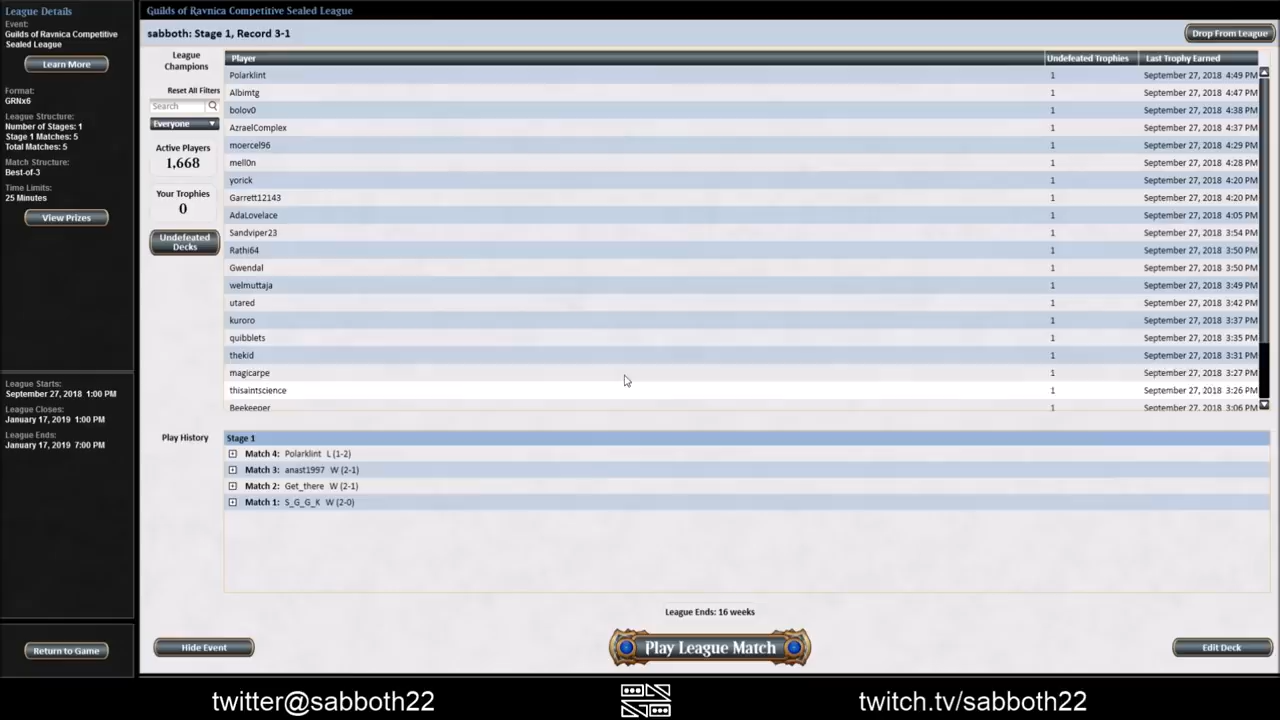 League Details
Event:
Guilds of Ravnica Competitive
Sealed League
Learn More
Format:
GRNx6
League Structure:
Number of Stages: 1
Stage 1 Matches: 5
Total Matches: 5
Match Structure:
Best-of-3
Time Limits:
25 Minutes
View Prizes
League Starts:
September 27, 2018 1:00 PM
League Closes:
January 17, 2019 1:00 PM
League Ends:
January 17, 2019 7:00 PM
Return to Game
Guilds of Ravnica Competitive Sealed League
sabboth: Stage 1, Record 3-1
Drop From League
League
Champions
Reset All Filters
Search
Everyone
Active Players
1,668
Your Trophies
0
Undefeated
Decks
Player Undefeated Trophies Last Trophy Earned
Polarklint 1 September 27, 2018 4:49 PM
Albimtg 1 September 27, 2018 4:47 PM
bolov0 1 September 27, 2018 4:38 PM
AzraelComplex 1 September 27, 2018 4:37 PM
moercel96 1 September 27, 2018 4:29 PM
mell0n 1 September 27, 2018 4:28 PM
yorick 1 September 27, 2018 4:20 PM
Garrett12143 1 September 27, 2018 4:20 PM
AdaLovelace 1 September 27, 2018 4:05 PM
Sandviper23 1 September 27, 2018 3:54 PM
Rathi64 1 September 27, 2018 3:50 PM
Gwendal 1 September 27, 2018 3:50 PM
welmuttaja 1 September 27, 2018 3:49 PM
utared 1 September 27, 2018 3:42 PM
kuroro 1 September 27, 2018 3:37 PM
quibblets 1 September 27, 2018 3:35 PM
thekid 1 September 27, 2018 3:31 PM
magicarpe 1 September 27, 2018 3:27 PM
thisaintscience 1 September 27, 2018 3:26 PM
Beekeeper 1 September 27, 2018 3:06 PM
Play History
Stage 1
Match 4: Polarklint L (1-2)
Match 3: anast1997 W (2-1)
Match 2: Get_there W (2-1)
Match 1: S_G_G_K W (2-0)
League Ends: 16 weeks
Hide Event
Play League Match
Edit Deck
twitter@sabboth22
twitch.tv/sabboth22